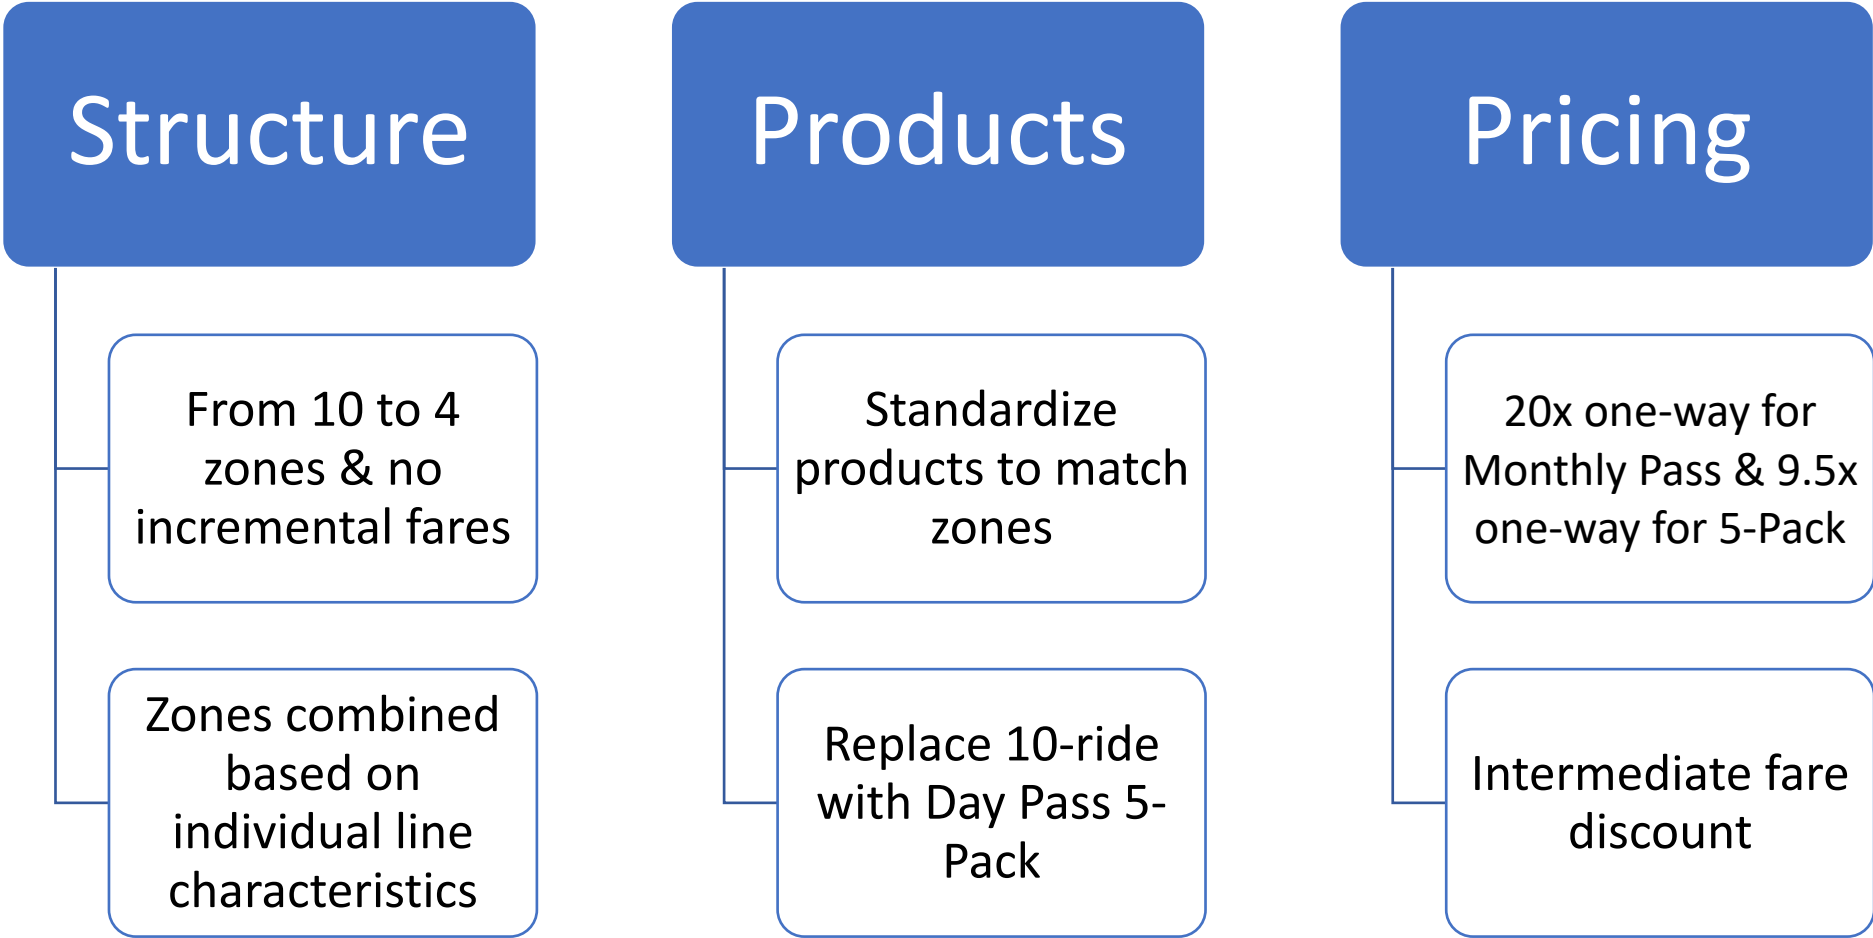 Structure
From 10 to 4
zones & no
incremental fares
Zones combined
based on
individual line
characteristics
Products
Standardize
products to match
zones
Replace 10-ride
with Day Pass 5-
Pack
Pricing
20x one-way for
Monthly Pass & 9.5x
one-way for 5-Pack
Intermediate fare
discount